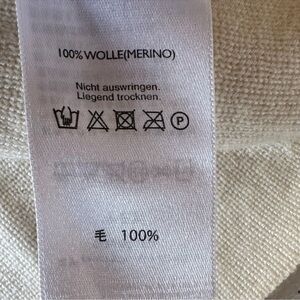 100% WOLLE(MERINO)
Nicht auswringen.
Liegend trocknen.
P
毛 100%